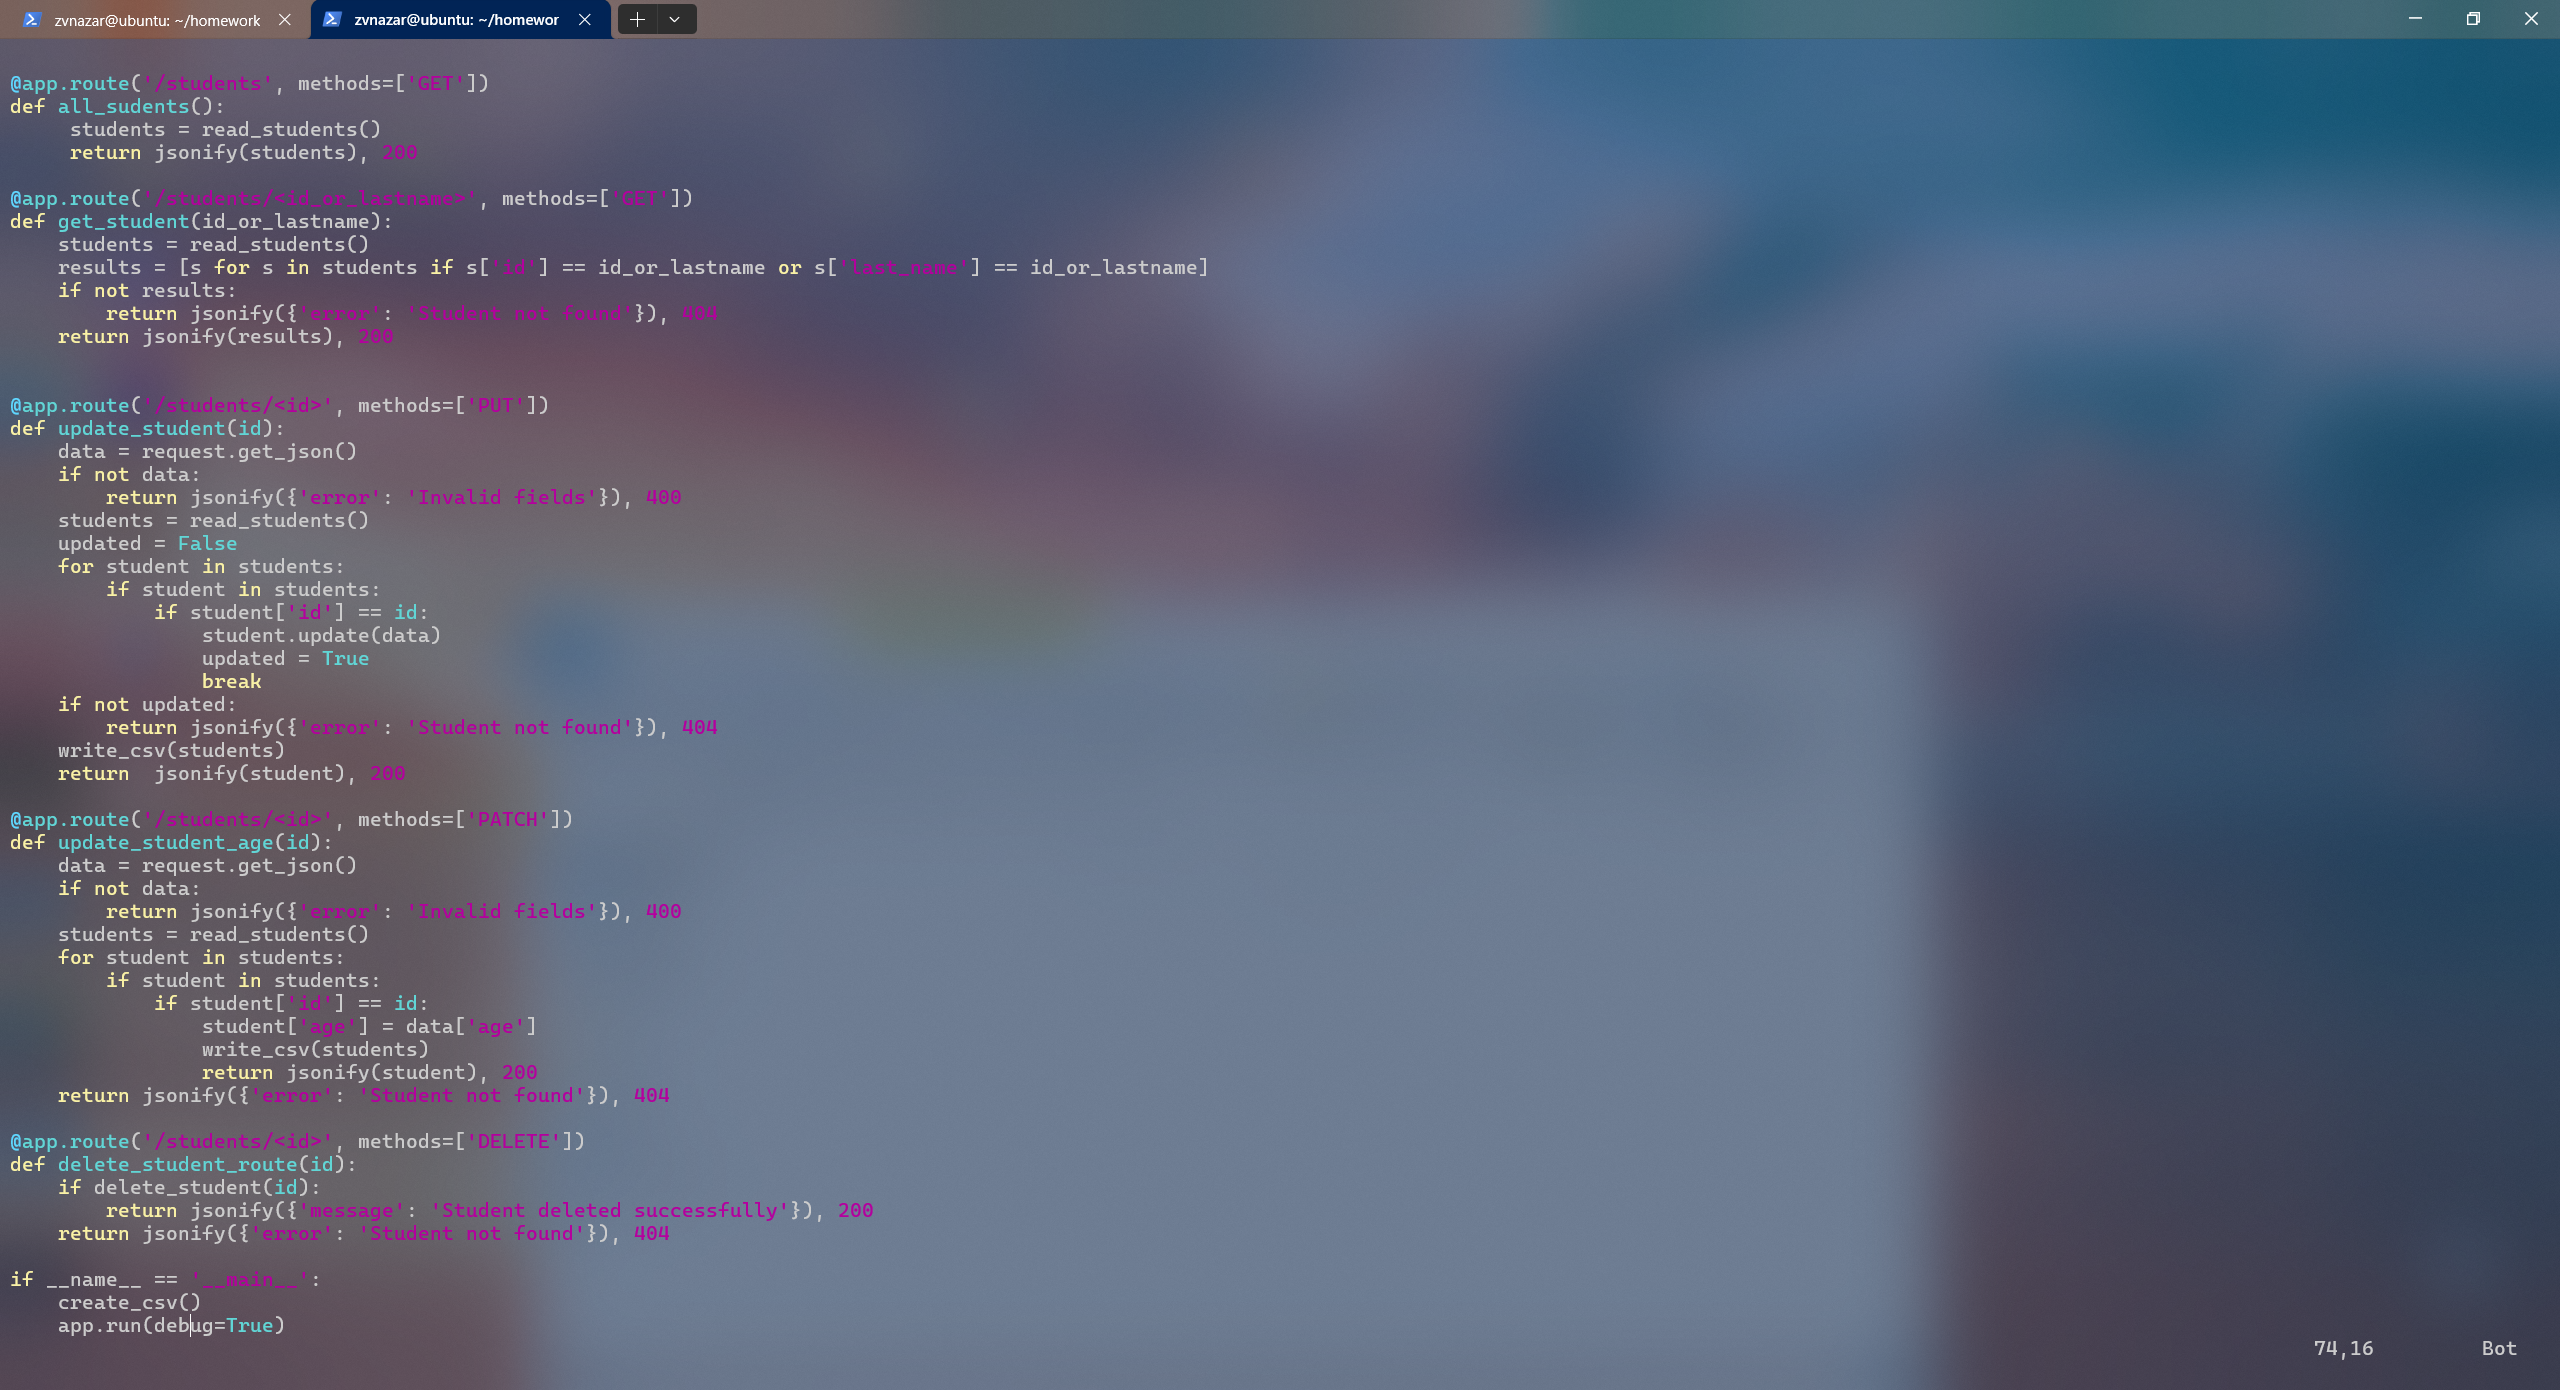 zvnazar@ubuntu: ~/homework
zvnazar@ubuntu: ~/homewor
@app.route('/students', methods=['GET'])
def all_sudents():
     students = read_students()
     return jsonify(students), 200
@app.route('/students/<id_or_lastname>', methods=['GET'])
def get_student(id_or_lastname):
    students = read_students()
    results = [s for s in students if s['id'] == id_or_lastname or s['last_name'] == id_or_lastname]
    if not results:
        return jsonify({'error': 'Student not found'}), 404
    return jsonify(results), 200
@app.route('/students/<id>', methods=['PUT'])
def update_student(id):
    data = request.get_json()
    if not data:
        return jsonify({'error': 'Invalid fields'}), 400
    students = read_students()
    updated = False
    for student in students:
        if student in students:
            if student['id'] == id:
                student.update(data)
                updated = True
                break
    if not updated:
        return jsonify({'error': 'Student not found'}), 404
    write_csv(students)
    return  jsonify(student), 200
@app.route('/students/<id>', methods=['PATCH'])
def update_student_age(id):
    data = request.get_json()
    if not data:
        return jsonify({'error': 'Invalid fields'}), 400
    students = read_students()
    for student in students:
        if student in students:
            if student['id'] == id:
                student['age'] = data['age']
                write_csv(students)
                return jsonify(student), 200
    return jsonify({'error': 'Student not found'}), 404
@app.route('/students/<id>', methods=['DELETE'])
def delete_student_route(id):
    if delete_student(id):
        return jsonify({'message': 'Student deleted successfully'}), 200
    return jsonify({'error': 'Student not found'}), 404
if __name__ == '__main__':
    create_csv()
    app.run(debug=True)
74,16 Bot